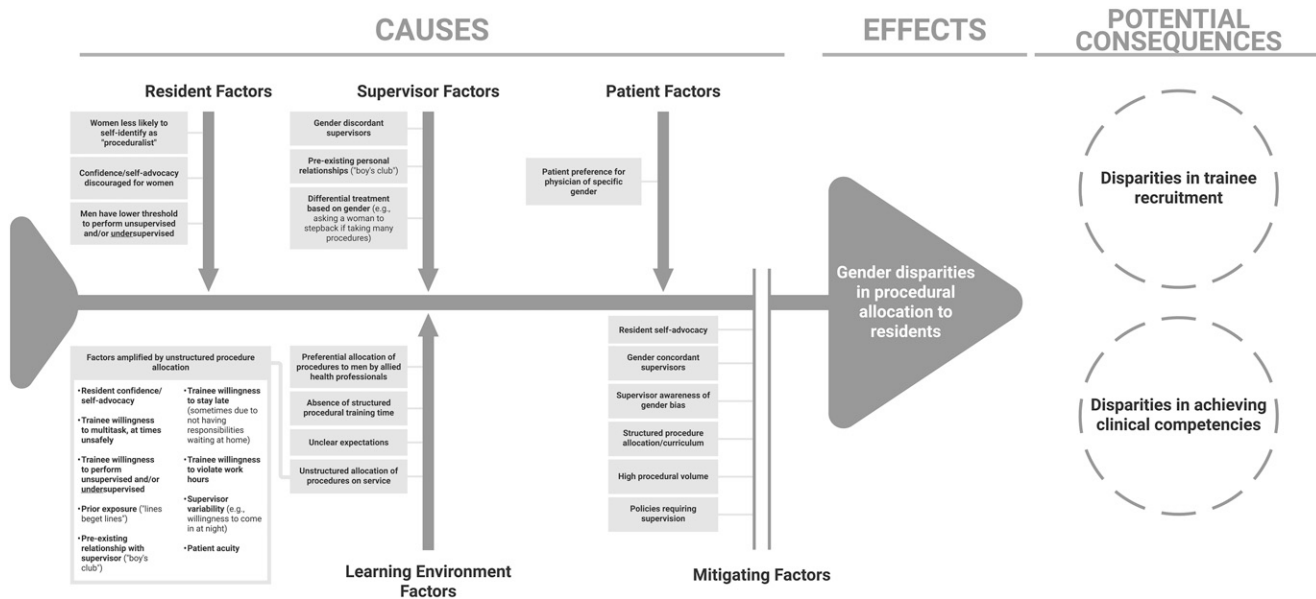 CAUSES
EFFECTS
POTENTIAL
CONSEQUENCES
Resident Factors
Women less likely to
self-identify as
"proceduralist"
Confidence/self-advocacy
discouraged for women
Men have lower threshold
to perform unsupervised
and/or undersupervised
Supervisor Factors
Gender discordant
supervisors
Pre-existing personal
relationships ("boy's club")
Differential treatment
based on gender (e.g.,
asking a woman to
stepback if taking many
procedures)
Patient Factors
Patient preference for
physician of specific
gender
Gender disparities
in procedural
allocation to
residents
Disparities in trainee
recruitment
Disparities in achieving
clinical competencies
Factors amplified by unstructured procedure
allocation
•Resident confidence/
self-advocacy
•Trainee willingness
to multitask, at times
unsafely
•Trainee willingness
to perform
unsupervised and/or
undersupervised
•Prior exposure ("lines
beget lines")
•Pre-existing
relationship with
supervisor ("boy's
club")
•Trainee willingness
to stay late
(sometimes due to
not having
responsibilities
waiting at home)
•Trainee willingness
to violate work
hours
•Supervisor
variability (e.g.,
willingness to come
in at night)
•Patient acuity
Preferential allocation of
procedures to men by allied
health professionals
Absence of structured
procedural training time
Unclear expectations
Unstructured allocation of
procedures on service
Learning Environment
Factors
Resident self-advocacy
Gender concordant
supervisors
Supervisor awareness of
gender bias
Structured procedure
allocation/curriculum
High procedural volume
Policies requiring
supervision
Mitigating Factors